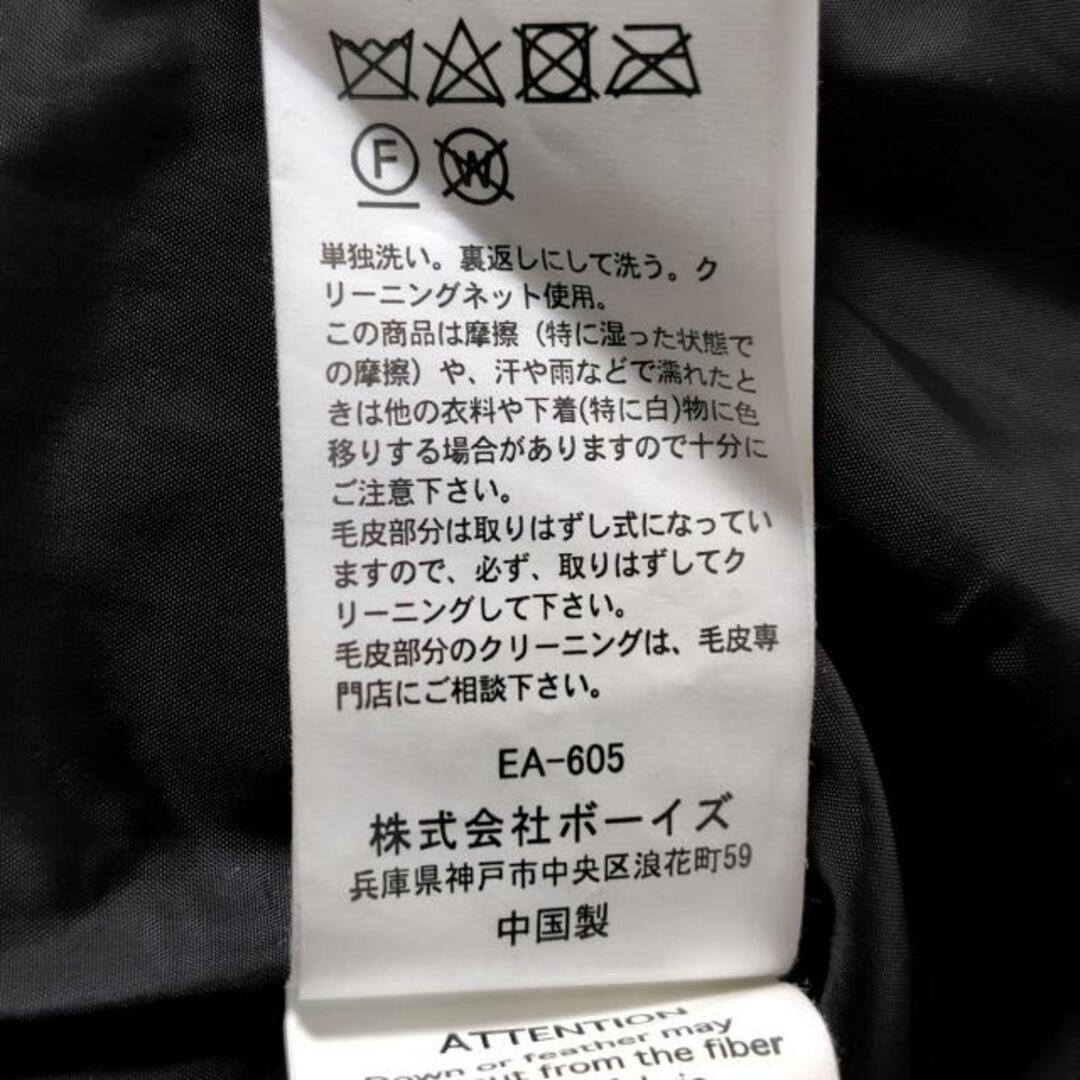 F W
単独洗い。裏返しにして洗う。ク
リーニングネット使用。
この商品は摩擦（特に湿った状態で
の摩擦）や、汗や雨などで濡れたと
きは他の衣料や下着(特に白)物に色
移りする場合がありますので十分に
ご注意下さい。
毛皮部分は取りはずし式になってい
ますので、必ず、取りはずしてク
リーニングして下さい。
毛皮部分のクリーニングは、毛皮専
門店にご相談下さい。
EA-605
株式会社ボーイズ
兵庫県神戸市中央区浪花町59
中国製
ATTENTION
Down or feather may
out from the fiber